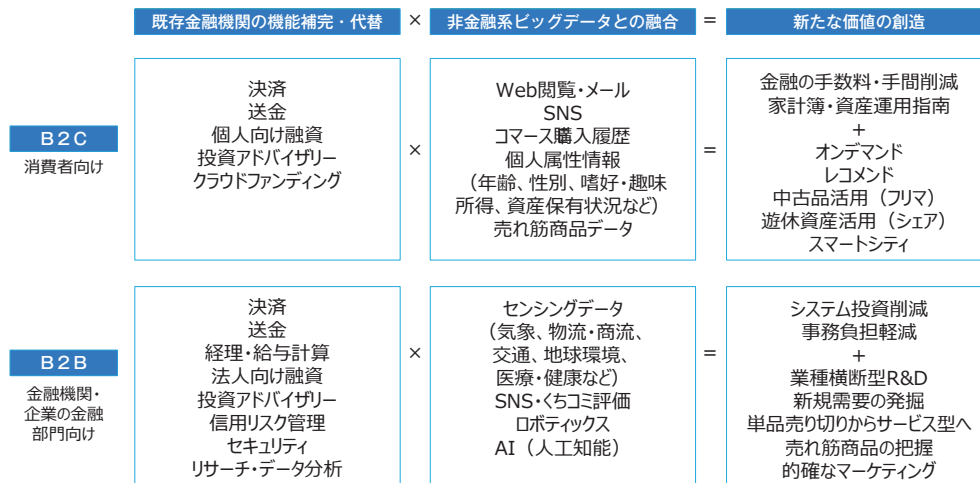 既存金融機関の機能補完・代替 × 非金融系ビッグデータとの融合 = 新たな価値の創造
B2C
消費者向け
決済
送金
個人向け融資
投資アドバイザリー
クラウドファンディング
×
Web閲覧・メール
SNS
コマース購入履歴
個人属性情報
(年齢、性別、嗜好・趣味
所得、資産保有状況など)
売れ筋商品データ
=
金融の手数料・手間削減
家計簿・資産運用指南
+
オンデマンド
レコメンド
中古品活用(フリマ)
遊休資産活用(シェア)
スマートシティ
B2B
金融機関・
企業の金融
部門向け
決済
送金
経理・給与計算
法人向け融資
投資アドバイザリー
信用リスク管理
セキュリティ
リサーチ・データ分析
×
センシングデータ
(気象、物流・商流、
交通、地球環境、
医療・健康など)
SNS・くちコミ評価
ロボティックス
AI(人工知能)
=
システム投資削減
事務負担軽減
+
業種横断型R&D
新規需要の発掘
単品売り切りからサービス型へ
売れ筋商品の把握
的確なマーケティング